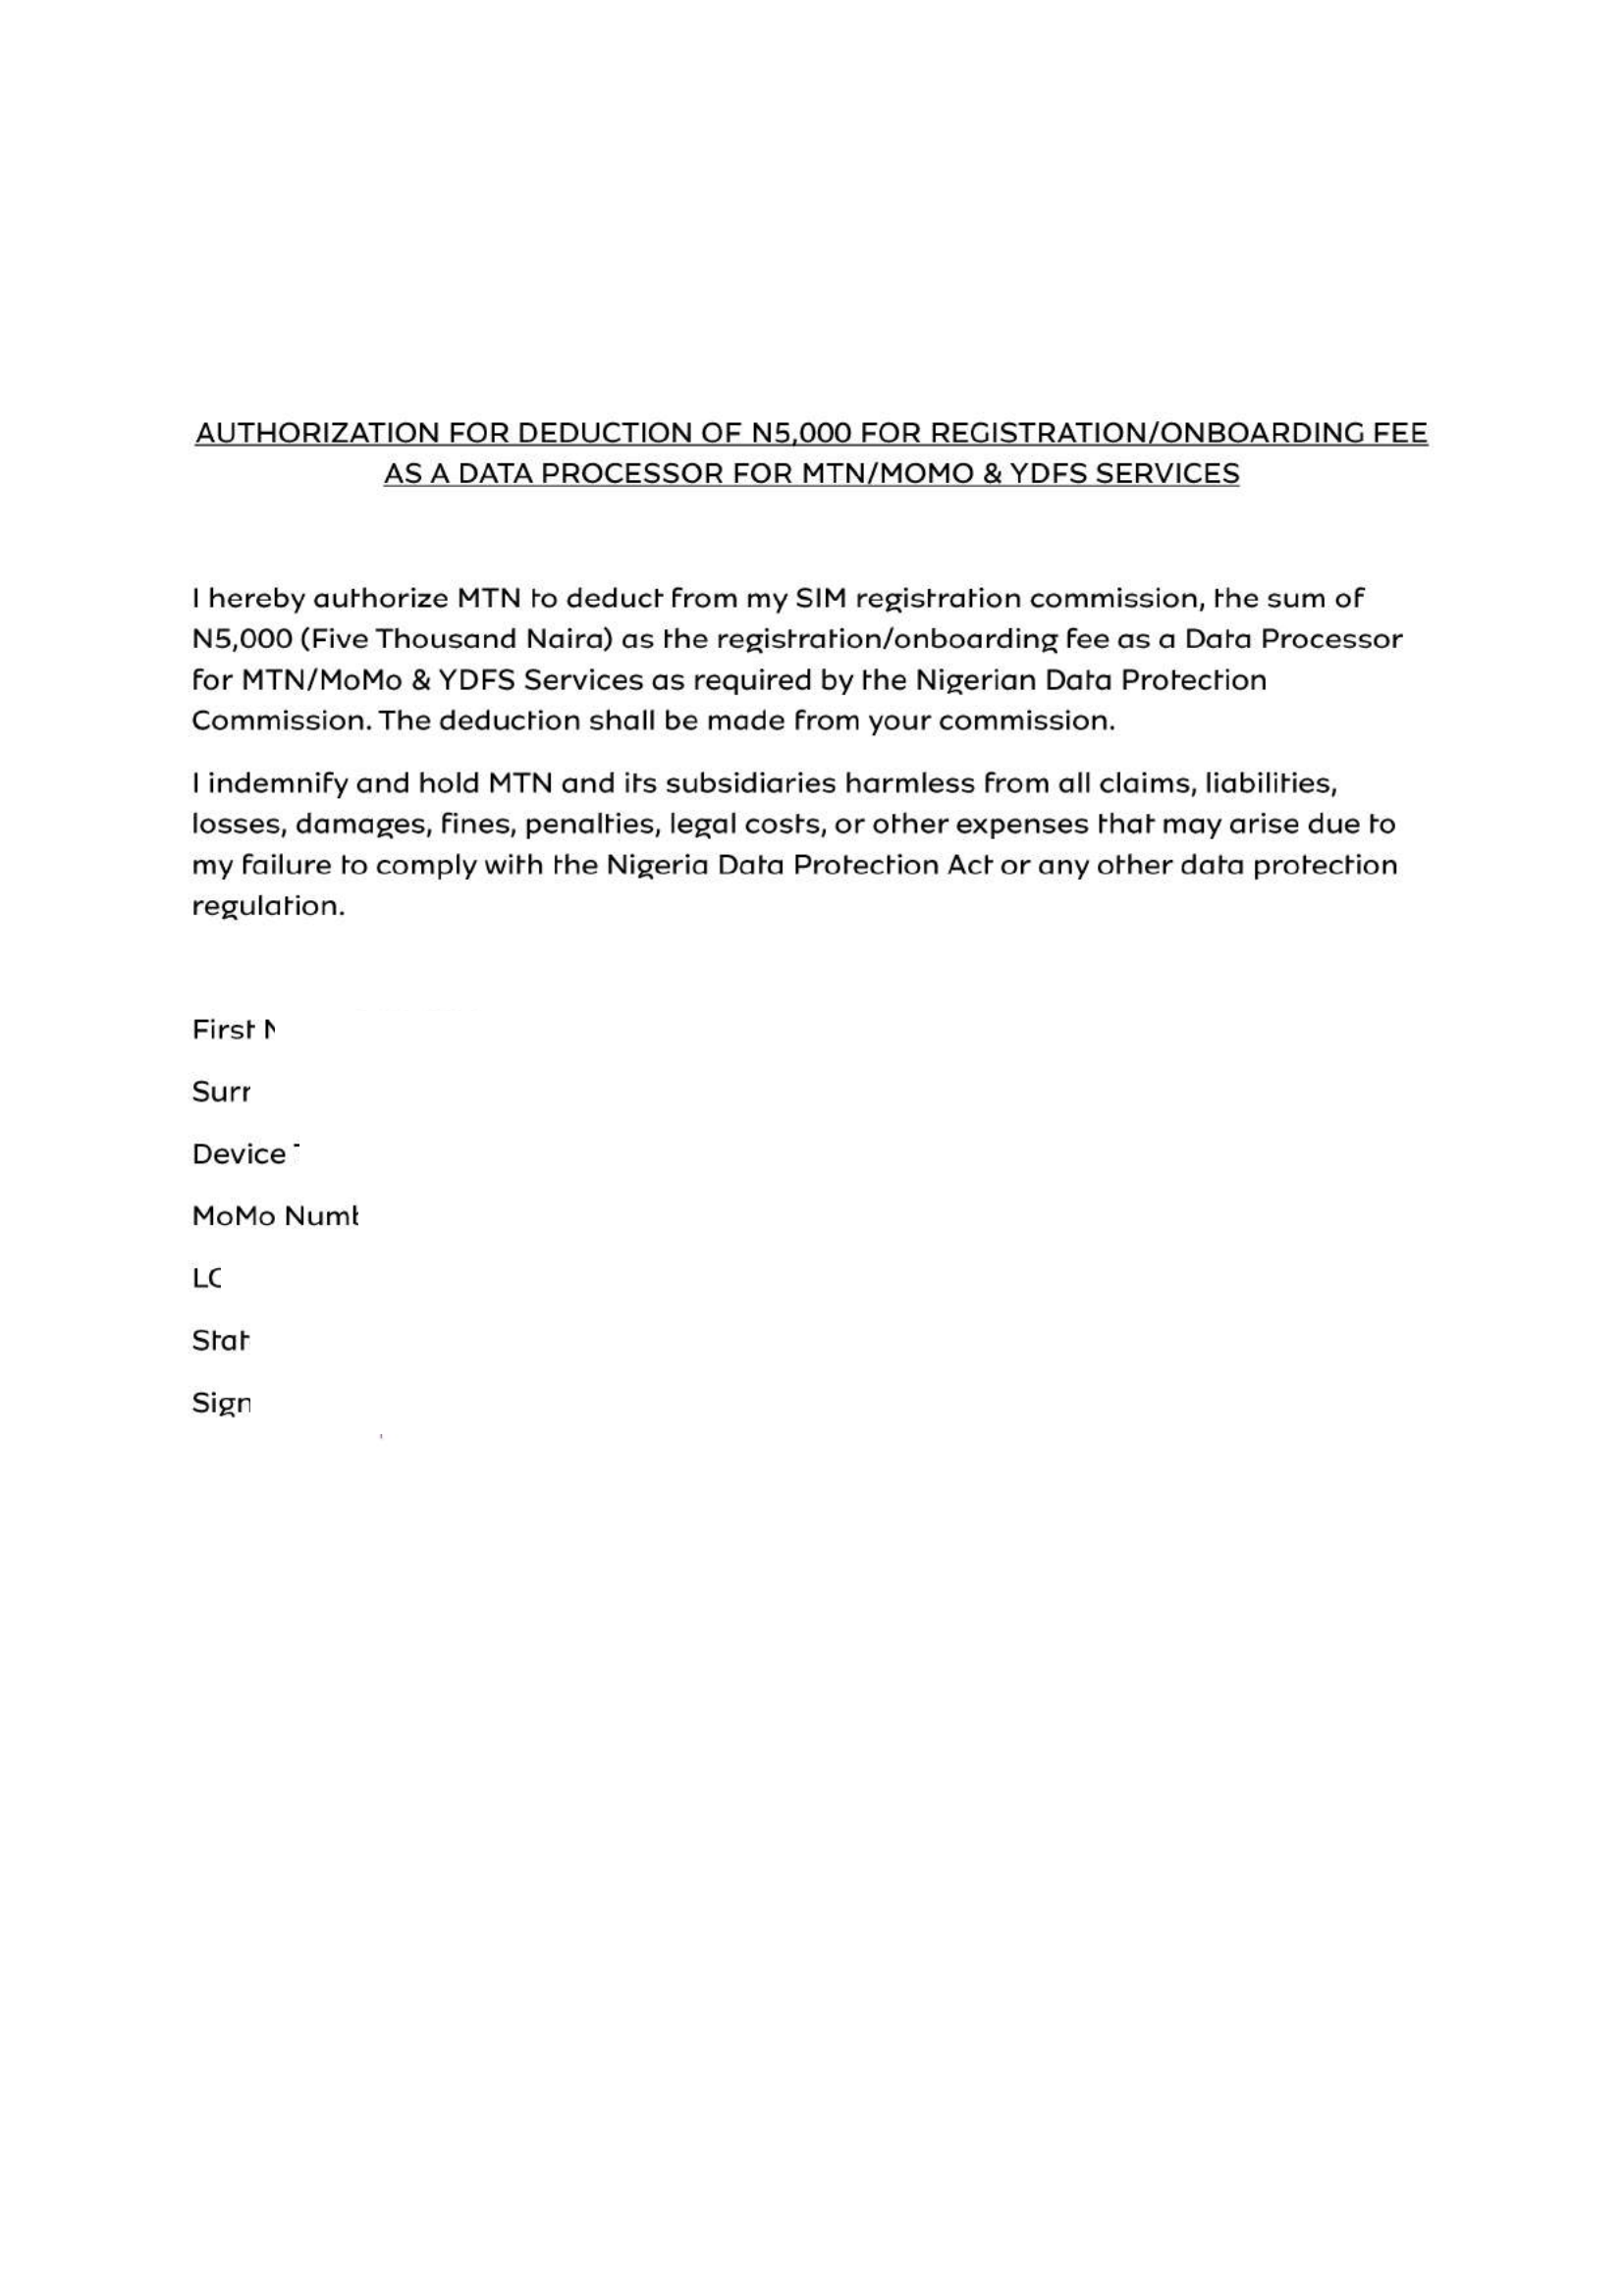 AUTHORIZATION FOR DEDUCTION OF N5,000 FOR REGISTRATION/ONBOARDING FEE
AS A DATA PROCESSOR FOR MTN/MOMO & YDFS SERVICES
I hereby authorize MTN to deduct from my SIM registration commission, the sum of
N5,000 (Five Thousand Naira) as the registration/onboarding fee as a Data Processor
for MTN/MoMo & YDFS Services as required by the Nigerian Data Protection
Commission. The deduction shall be made from your commission.
I indemnify and hold MTN and its subsidiaries harmless from all claims, liabilities,
losses, damages, fines, penalties, legal costs, or other expenses that may arise due to
my failure to comply with the Nigeria Data Protection Act or any other data protection
regulation.
First
Device
MoMo